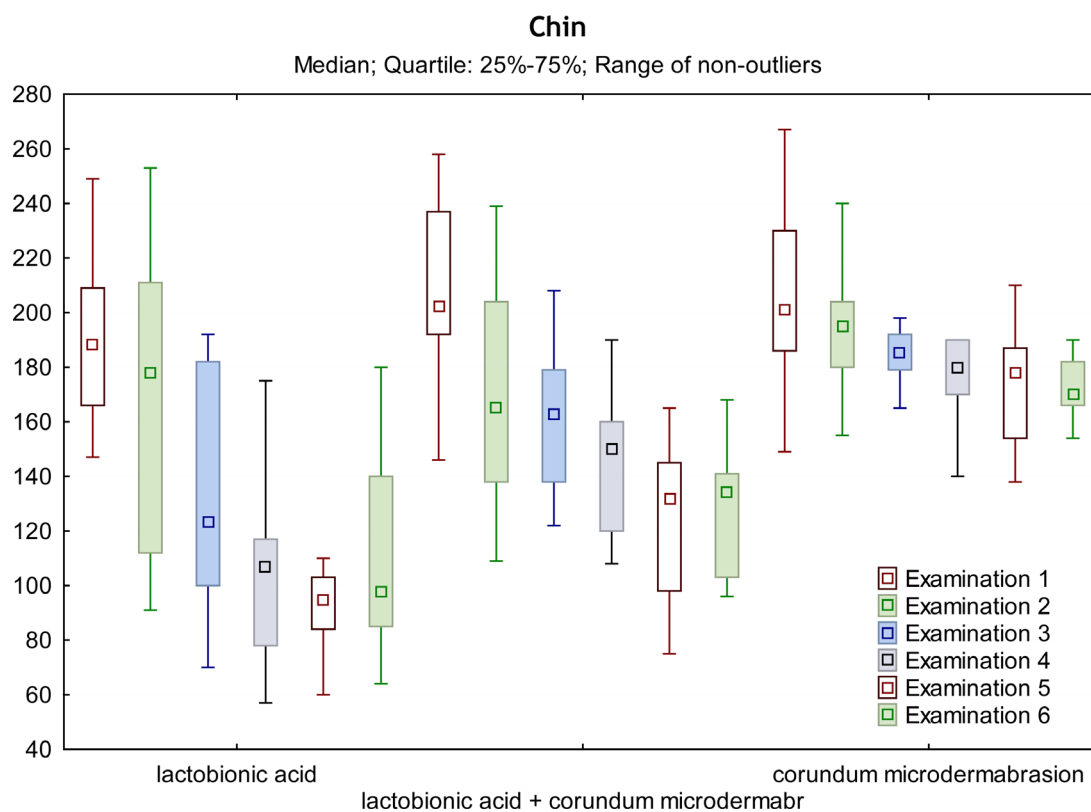 Chin
Median; Quartile: 25%-75%; Range of non-outliers
280
260
240
220
200
180
160
140
120
100
80
60
40
Examination 1
Examination 2
Examination 3
Examination 4
Examination 5
Examination 6
lactobionic acid
corundum microdermabrasion
lactobionic acid + corundum microdermabr